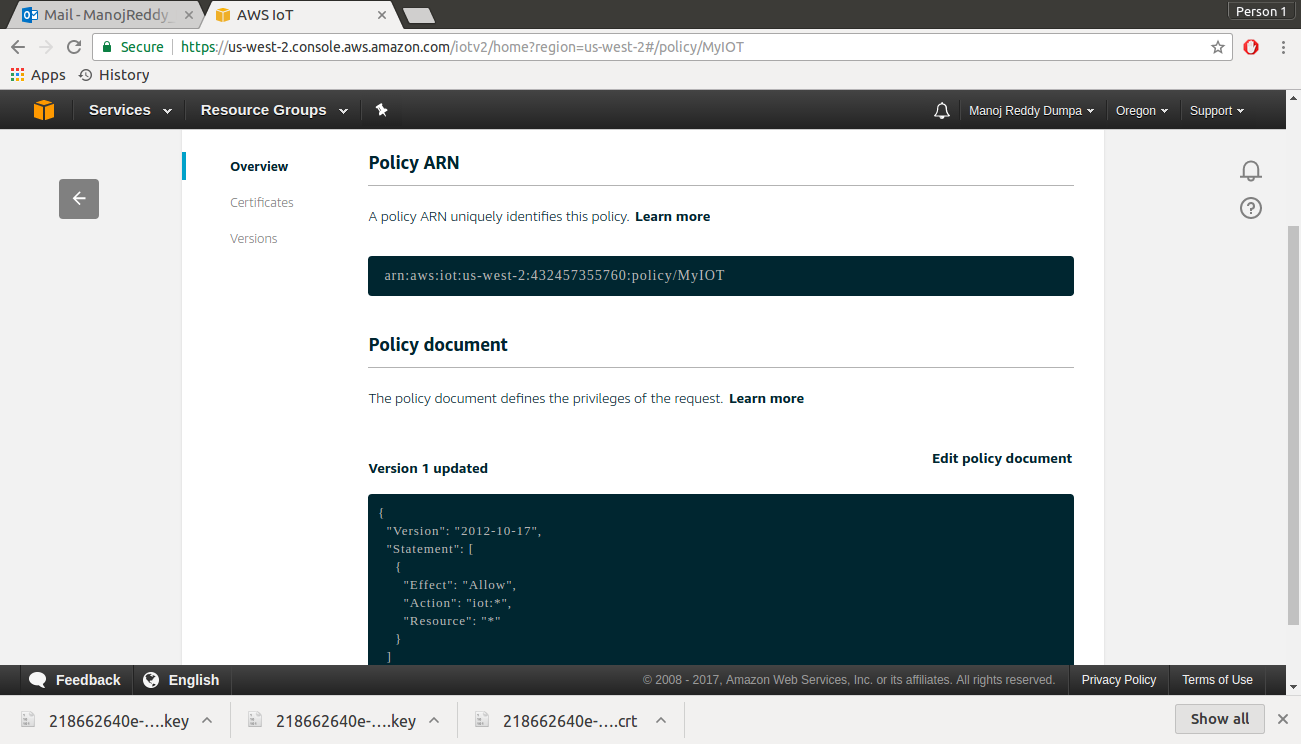 Mail - ManojReddy_
AWS IoT
Person 1
Secure
https://us-west-2.console.aws.amazon.com/iotv2/home?region=us-west-2#/policy/MyIOT
Apps
History
Services
Resource Groups
Manoj Reddy Dumpa
Oregon
Support
Overview
Certificates
Versions
Policy ARN
A policy ARN uniquely identifies this policy. Learn more
arn:aws:iot:us-west-2:432457355760:policy/MyIOT
Policy document
The policy document defines the privileges of the request. Learn more
Edit policy document
Version 1 updated
{
"Version": "2012-10-17",
"Statement": [
{
"Effect": "Allow",
"Action": "iot:*",
"Resource": "*"
}
]
Feedback
English
© 2008 - 2017, Amazon Web Services, Inc. or its affiliates. All rights reserved.
Privacy Policy
Terms of Use
218662640e-....key
218662640e-....key
218662640e-....crt
Show all